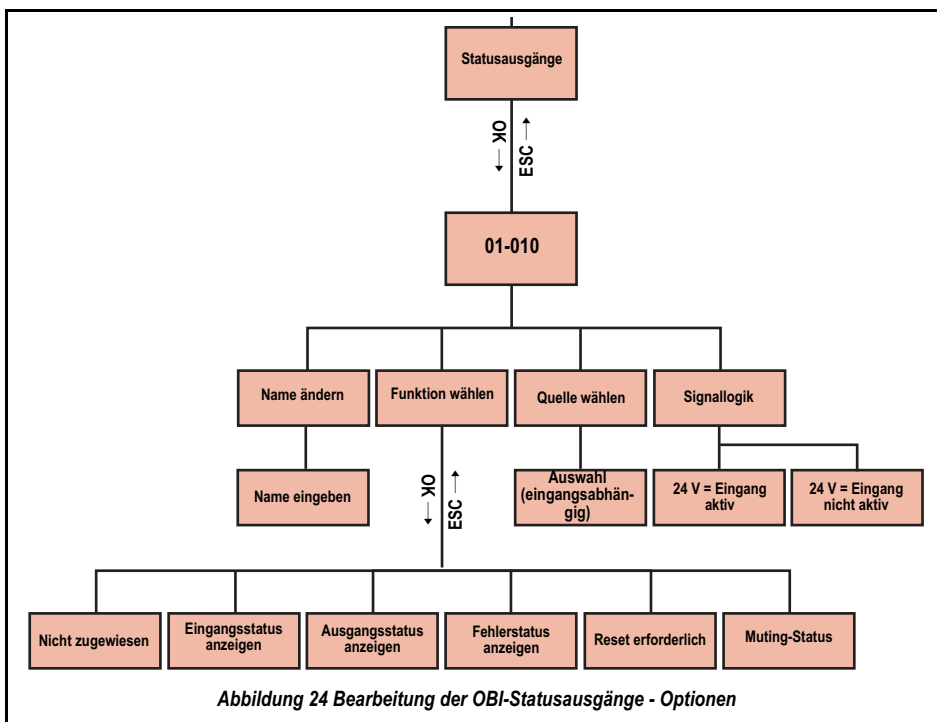 Statusausgänge
OK →
ESC →
01-010
Name ändern
Funktion wählen
Quelle wählen
Signallogik
Name eingeben
OK →
ESC →
Auswahl
(eingangsabhän-
gig)
24 V = Eingang
aktiv
24 V = Eingang
nicht aktiv
Nicht zugewiesen
Eingangsstatus
anzeigen
Ausgangsstatus
anzeigen
Fehlerstatus
anzeigen
Reset erforderlich
Muting-Status
Abbildung 24 Bearbeitung der OBI-Statusausgänge - Optionen